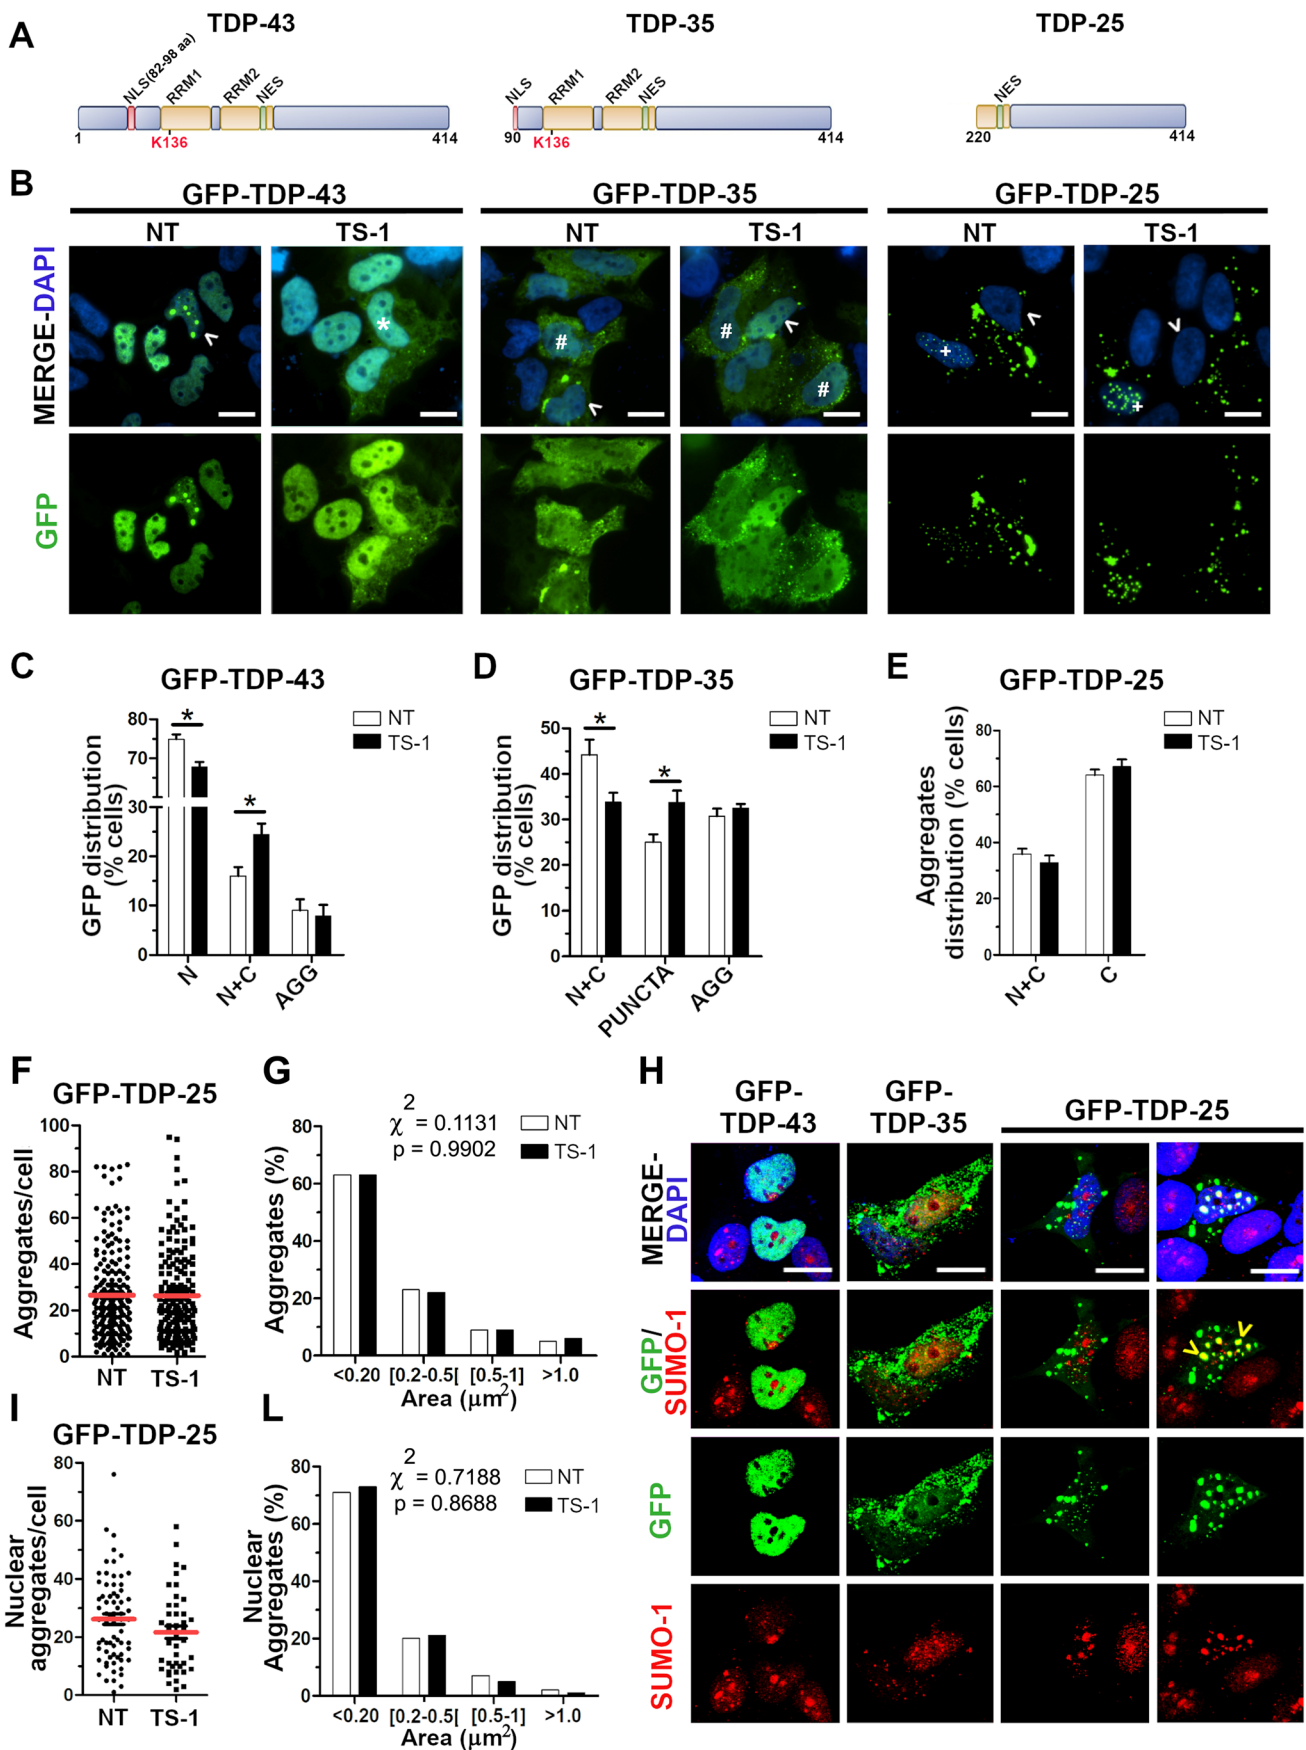 A
TDP-43
TDP-35
TDP-25
NLS(82-98 aa)
RRM1
RRM2
NES
NLS
RRM1
RRM2
NES
NES
1
K136
414
90
K136
414
220
414
B
GFP-TDP-43
GFP-TDP-35
GFP-TDP-25
NT
TS-1
NT
TS-1
NT
TS-1
MERGE-DAPI
*
#
#
#
+
+
GFP
C
GFP-TDP-43
GFP distribution
(% cells)
80
70
30
20
10
0
*
*
NT
TS-1
N
N+C
AGG
D
GFP-TDP-35
GFP distribution
(% cells)
50
40
30
20
10
0
*
*
NT
TS-1
N+C
PUNCTA
AGG
E
GFP-TDP-25
Aggregates
distribution (% cells)
80
60
40
20
0
NT
TS-1
N+C
C
F
GFP-TDP-25
Aggregates/cell
100
80
60
40
20
0
NT
TS-1
G
Aggregates (%)
80
60
40
20
0
χ2 = 0.1131
p = 0.9902
NT
TS-1
<0.20
[0.2-0.5[
[0.5-1]
>1.0
Area (μm2)
H
GFP-
TDP-43
GFP-
TDP-35
GFP-TDP-25
MERGE-
DAPI
GFP/
SUMO-1
GFP
SUMO-1
I
GFP-TDP-25
Nuclear
aggregates/cell
80
60
40
20
0
NT
TS-1
L
Nuclear
Aggregates (%)
80
60
40
20
0
χ2 = 0.7188
p = 0.8688
NT
TS-1
<0.20
[0.2-0.5[
[0.5-1]
>1.0
Area (μm2)